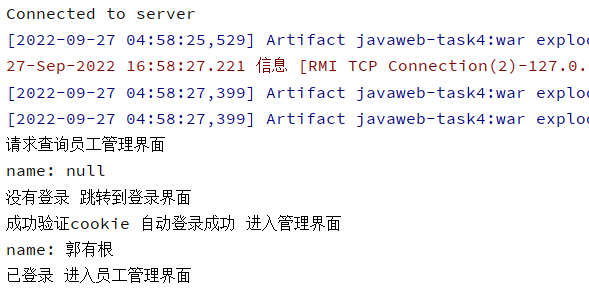 Connected to server
[2022-09-27 04:58:25,529] Artifact javaweb-task4:war
27-Sep-2022 16:58:27.221 信息 [RMI TCP Connection(2)-127.0.
[2022-09-27 04:58:27,399] Artifact javaweb-task4:war
[2022-09-27 04:58:27,399] Artifact javaweb-task4:war
请求查询员工管理界面
name: null
没有登录 跳转到登录界面
成功验证cookie 自动登录成功 进入管理界面
name: 郭有根
已登录 进入员工管理界面